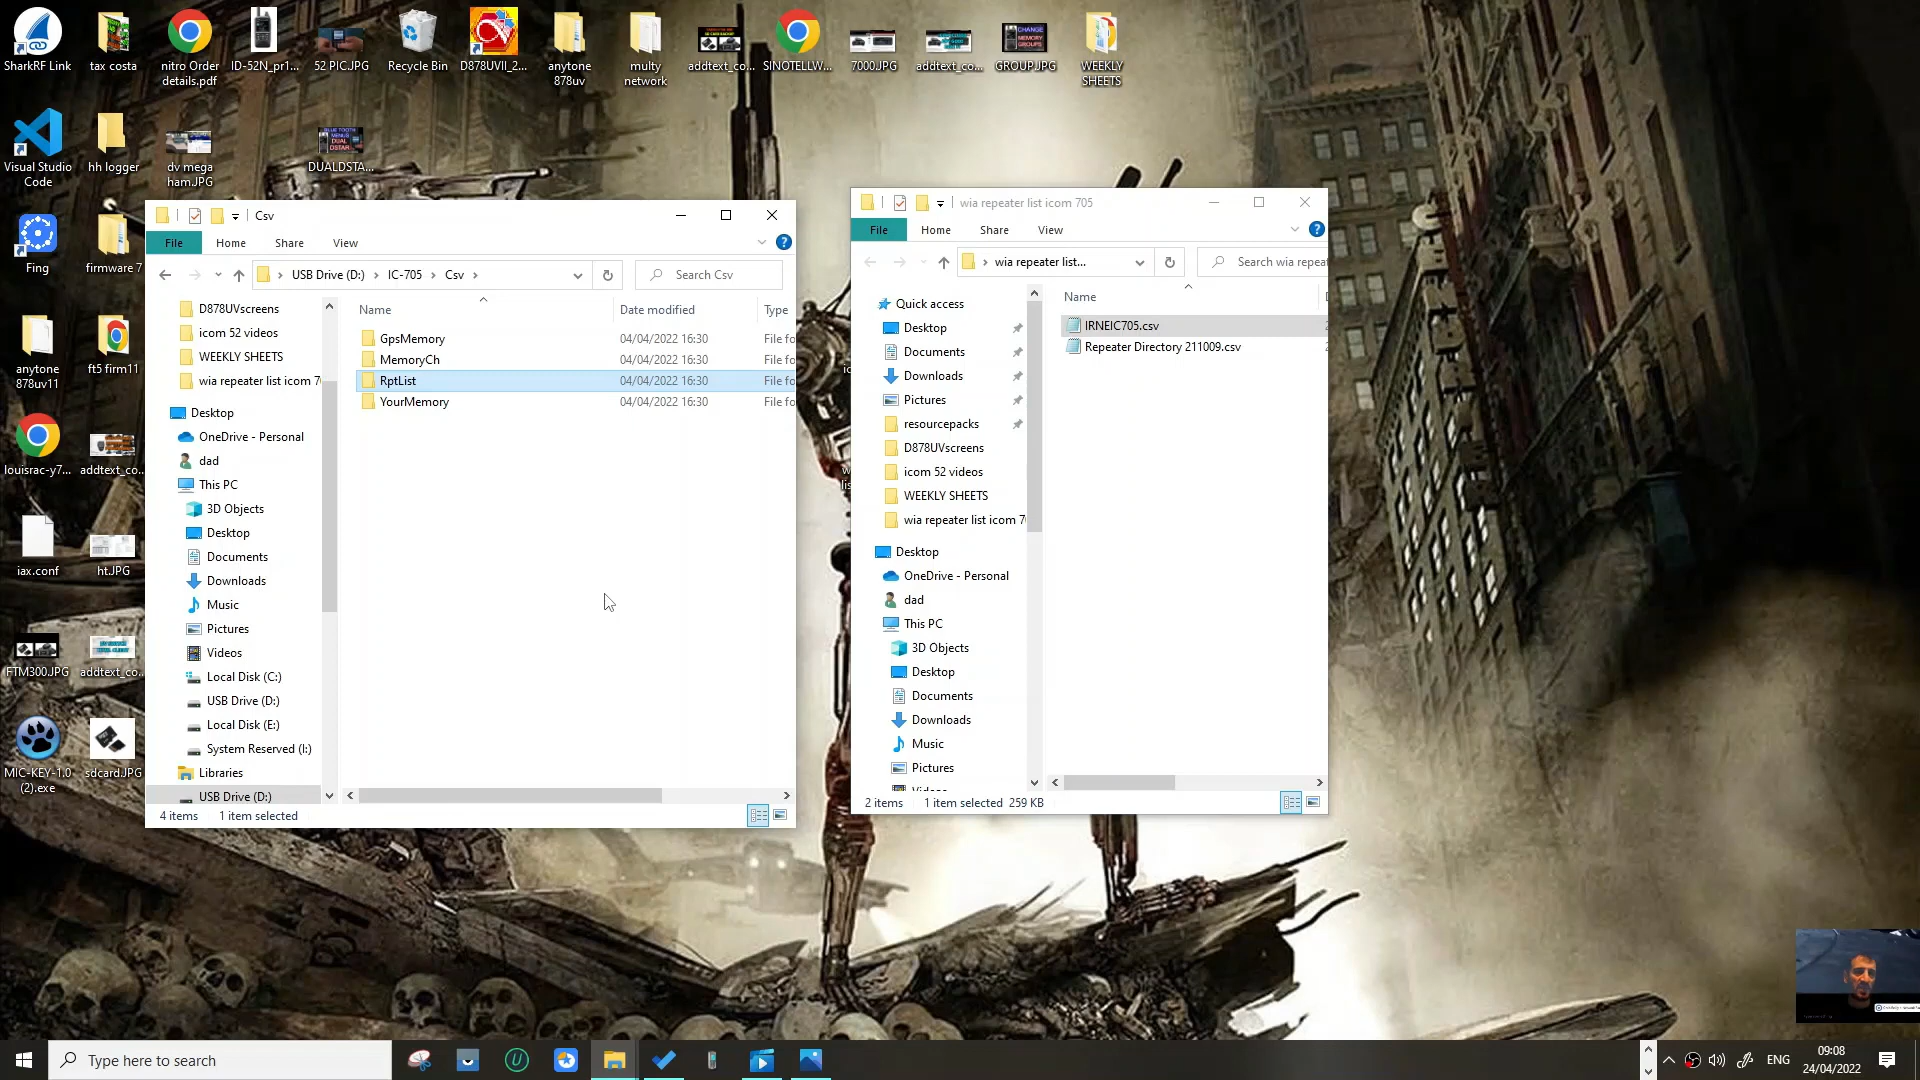 SharkRF Link
tax costa
nitro Order
details.pdf
ID-52N_pr1...
52 PIC.JPG
Recycle Bin
D878UVII_2...
anytone
878uv
multy
network
addtext_co...
SINOTELLW...
7000.JPG
addtext_co...
CHANGE
MEMORY
GROUPS
GROUP.JPG
WEEKLY
SHEETS
Visual Studio
Code
hh logger
dv mega
ham.JPG
BLUE TOOTH
MENUS
DUAL
DSTAR
DUALDSTA...
Fing
firmware 7
anytone
878uv11
ft5 firm11
louisrac-y7...
addtext_co...
iax.conf
ht.JPG
FTM300.JPG
addtext_co...
MIC-KEY-1.0
(2).exe
sdcard.JPG
Csv
File
Home
Share
View
USB Drive (D:)
IC-705
Csv
Search Csv
D878UVscreens
icom 52 videos
WEEKLY SHEETS
wia repeater list icom 7
Desktop
OneDrive - Personal
dad
This PC
3D Objects
Desktop
Documents
Downloads
Music
Pictures
Videos
Local Disk (C:)
USB Drive (D:)
Local Disk (E:)
System Reserved (I:)
Libraries
USB Drive (D:)
Name
Date modified
Type
GpsMemory
04/04/2022 16:30
File fo
MemoryCh
04/04/2022 16:30
File fo
RptList
04/04/2022 16:30
File fo
YourMemory
04/04/2022 16:30
File fo
4 items
1 item selected
wia repeater list icom 705
File
Home
Share
View
wia repeater list...
Search wia repeat
Quick access
Desktop
Documents
Downloads
Pictures
resourcepacks
D878UVscreens
icom 52 videos
WEEKLY SHEETS
wia repeater list icom 7
Desktop
OneDrive - Personal
dad
This PC
3D Objects
Desktop
Documents
Downloads
Music
Pictures
Videos
Name
IRNEIC705.csv
Repeater Directory 211009.csv
2 items
1 item selected 259 KB
Type here to search
ENG
09:08
24/04/2022